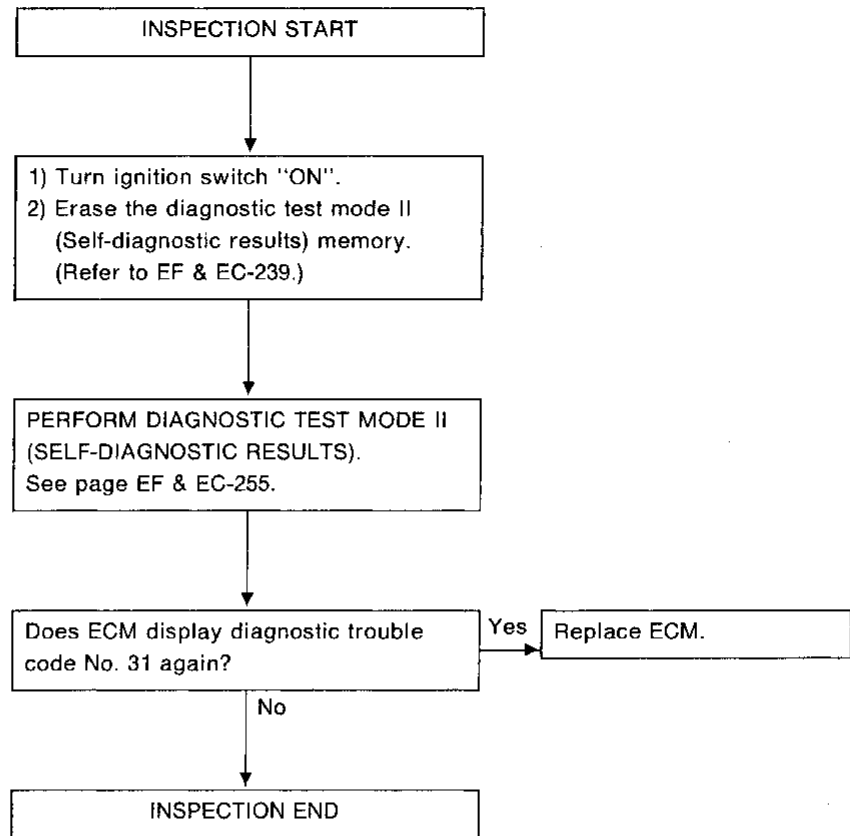 INSPECTION START
1) Turn ignition switch "ON".
2) Erase the diagnostic test mode II
(Self-diagnostic results) memory.
(Refer to EF & EC-239.)
PERFORM DIAGNOSTIC TEST MODE II
(SELF-DIAGNOSTIC RESULTS).
See page EF & EC-255.
Does ECM display diagnostic trouble
code No. 31 again?
Yes
Replace ECM.
No
INSPECTION END